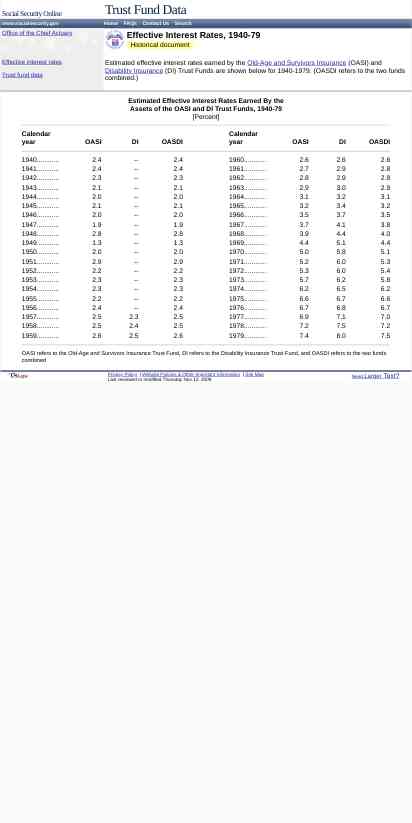 Social Security Online
Trust Fund Data
www.socialsecurity.gov Home FAQs Contact Us Search
Office of the Chief Actuary
Effective interest rates
Trust fund data
Effective Interest Rates, 1940-79
Historical document
Estimated effective interest rates earned by the Old-Age and Survivors Insurance (OASI) and
Disability Insurance (DI) Trust Funds are shown below for 1940-1979. (OASDI refers to the two funds
combined.)
Estimated Effective Interest Rates Earned By the
Assets of the OASI and DI Trust Funds, 1940-79
[Percent]
Calendar year OASI DI OASDI Calendar year OASI DI OASDI
1940.......... 2.4 -- 2.4 1960.......... 2.6 2.6 2.6
1941.......... 2.4 -- 2.4 1961.......... 2.7 2.9 2.8
1942.......... 2.3 -- 2.3 1962.......... 2.8 2.9 2.8
1943.......... 2.1 -- 2.1 1963.......... 2.9 3.0 2.9
1944.......... 2.0 -- 2.0 1964.......... 3.1 3.2 3.1
1945.......... 2.1 -- 2.1 1965.......... 3.2 3.4 3.2
1946.......... 2.0 -- 2.0 1966.......... 3.5 3.7 3.5
1947.......... 1.9 -- 1.9 1967.......... 3.7 4.1 3.8
1948.......... 2.8 -- 2.8 1968.......... 3.9 4.4 4.0
1949.......... 1.3 -- 1.3 1969.......... 4.4 5.1 4.4
1950.......... 2.0 -- 2.0 1970.......... 5.0 5.8 5.1
1951.......... 2.9 -- 2.9 1971.......... 5.2 6.0 5.3
1952.......... 2.2 -- 2.2 1972.......... 5.3 6.0 5.4
1953.......... 2.3 -- 2.3 1973.......... 5.7 6.2 5.8
1954.......... 2.3 -- 2.3 1974.......... 6.2 6.5 6.2
1955.......... 2.2 -- 2.2 1975.......... 6.6 6.7 6.6
1956.......... 2.4 -- 2.4 1976.......... 6.7 6.8 6.7
1957.......... 2.5 2.3 2.5 1977.......... 6.9 7.1 7.0
1958.......... 2.5 2.4 2.5 1978.......... 7.2 7.5 7.2
1959.......... 2.6 2.5 2.6 1979.......... 7.4 8.0 7.5
OASI refers to the Old-Age and Survivors Insurance Trust Fund, DI refers to the Disability Insurance Trust Fund, and OASDI refers to the two funds
combined
Privacy Policy | Website Policies & Other Important Information | Site Map
Last reviewed or modified Thursday Nov 12, 2009
Need Larger Text?